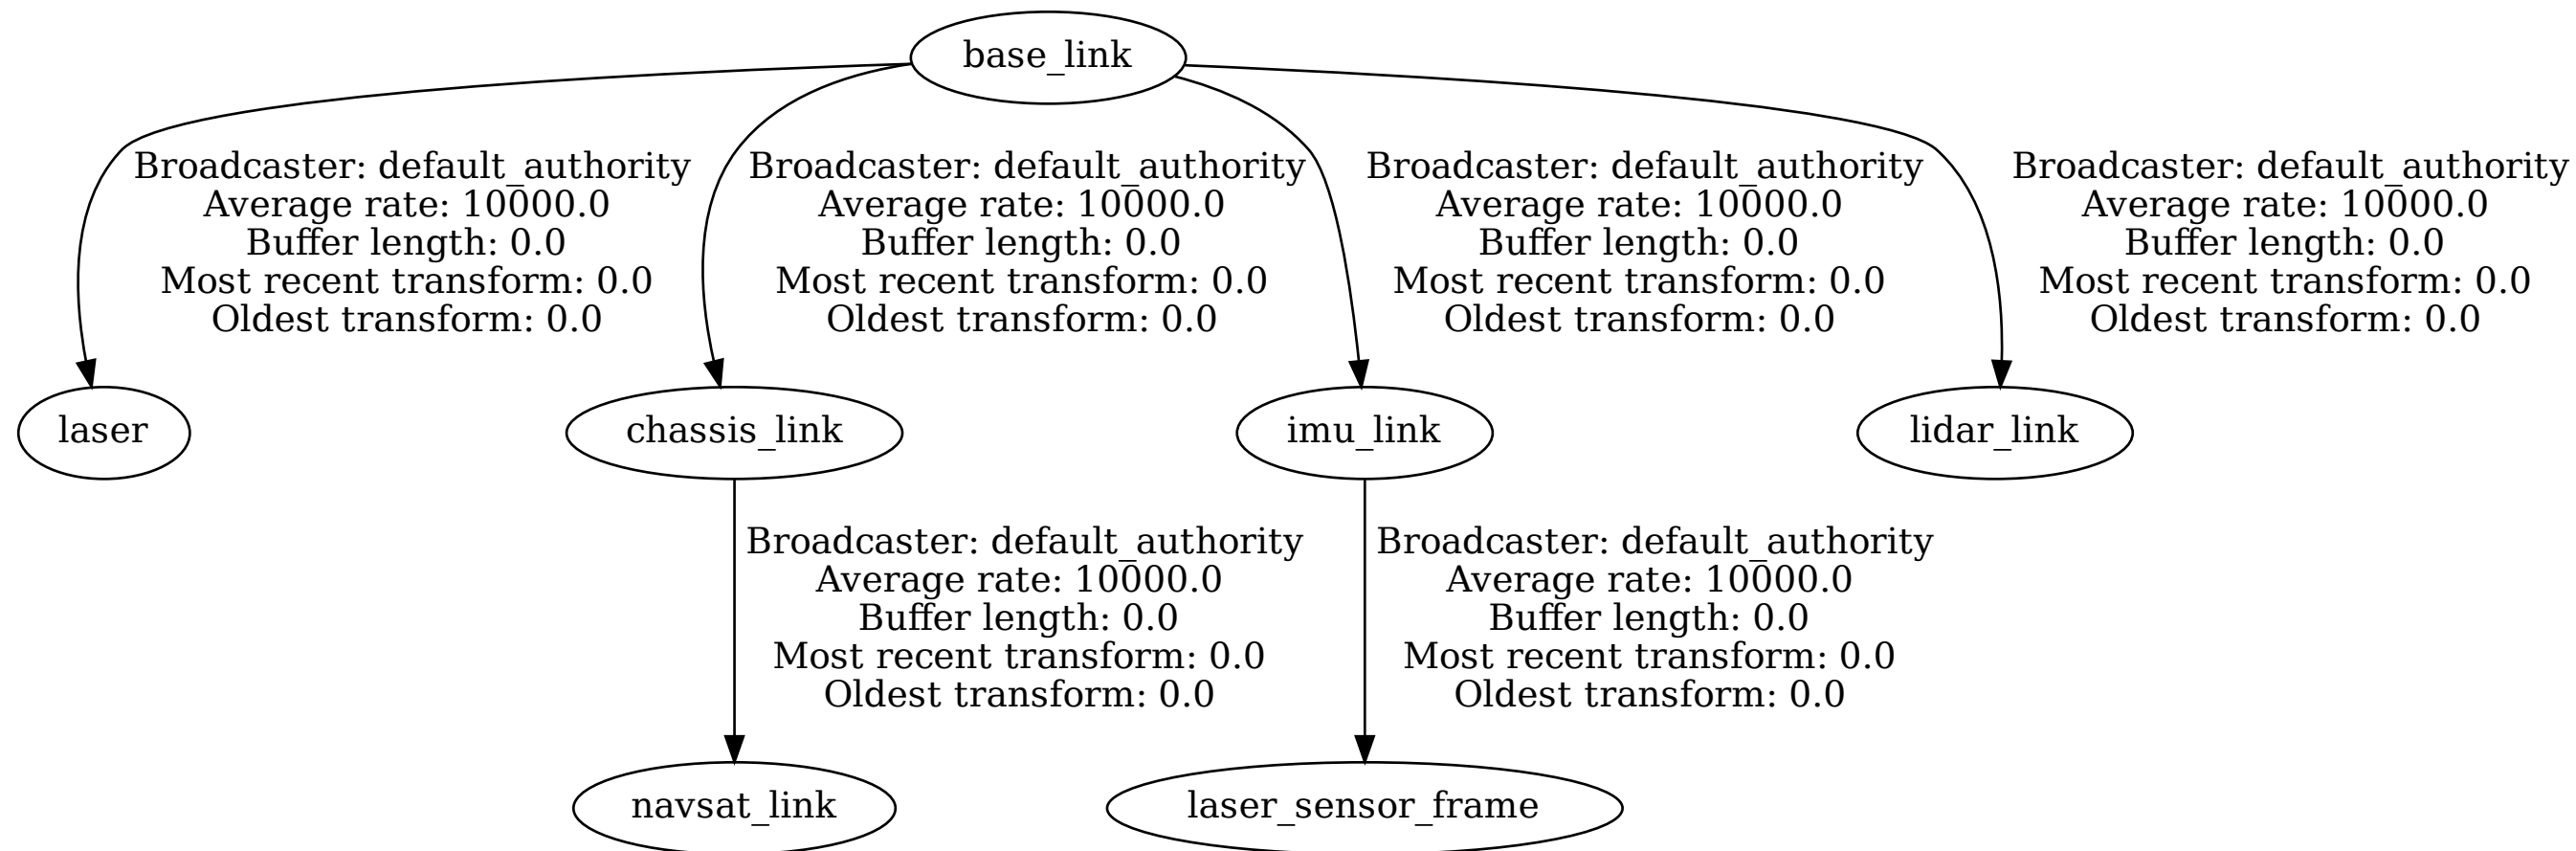 base_link
Broadcaster: default_authority
Average rate: 10000.0
Buffer length: 0.0
Most recent transform: 0.0
Oldest transform: 0.0
Broadcaster: default_authority
Average rate: 10000.0
Buffer length: 0.0
Most recent transform: 0.0
Oldest transform: 0.0
Broadcaster: default_authority
Average rate: 10000.0
Buffer length: 0.0
Most recent transform: 0.0
Oldest transform: 0.0
Broadcaster: default_authority
Average rate: 10000.0
Buffer length: 0.0
Most recent transform: 0.0
Oldest transform: 0.0
laser
chassis_link
imu_link
lidar_link
Broadcaster: default_authority
Average rate: 10000.0
Buffer length: 0.0
Most recent transform: 0.0
Oldest transform: 0.0
Broadcaster: default_authority
Average rate: 10000.0
Buffer length: 0.0
Most recent transform: 0.0
Oldest transform: 0.0
navsat_link
laser_sensor_frame